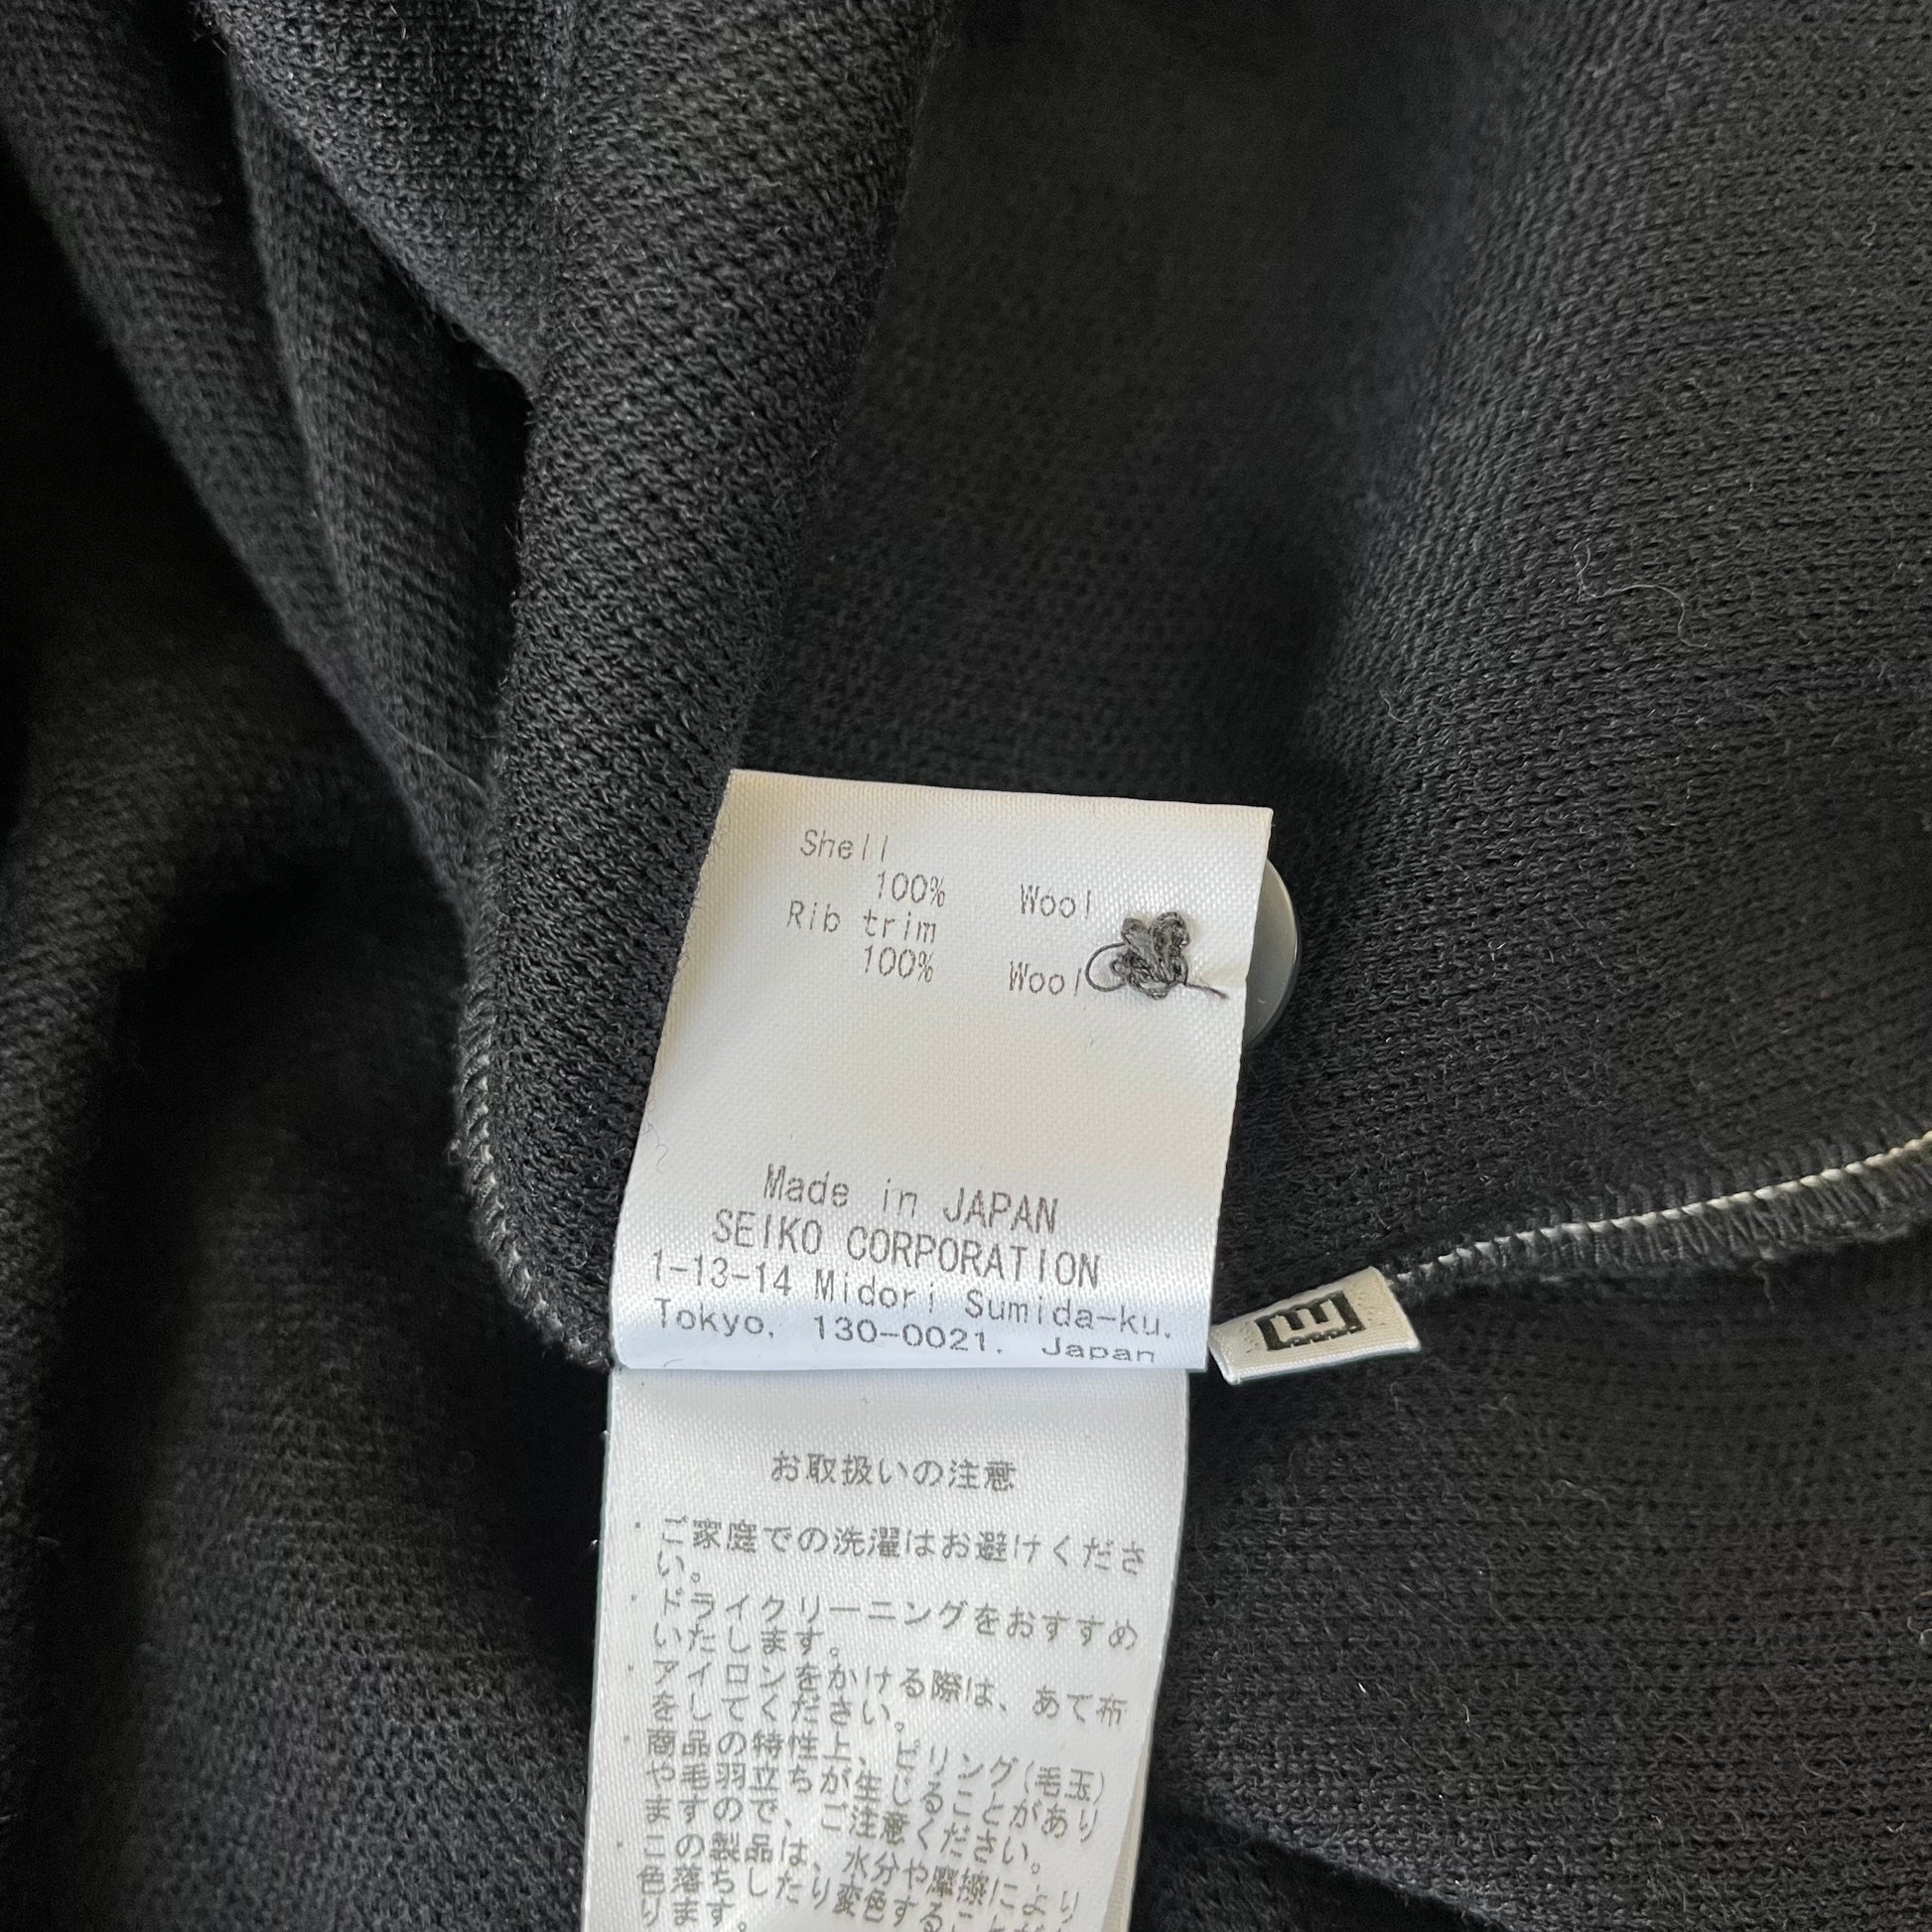 Shell
100% Wool
Rib trim
100% Wool
Made in JAPAN
SEIKO CORPORATION
1-13-14 Midori Sumida-ku.
Tokyo. 130-0021. Japan
お取扱いの注意
・ご家庭での洗濯はお避けくださ
い。
・ドライクリーニングをおすすめ
いたします。
・アイロンをかける際は、あて布
をしてください。
・商品の特性上、ピリング(毛玉)
や毛羽立ちが生じることがあり
ますので、ご注意ください。
・この製品は、水分や摩擦により
色落ちしたり変色する
ります。